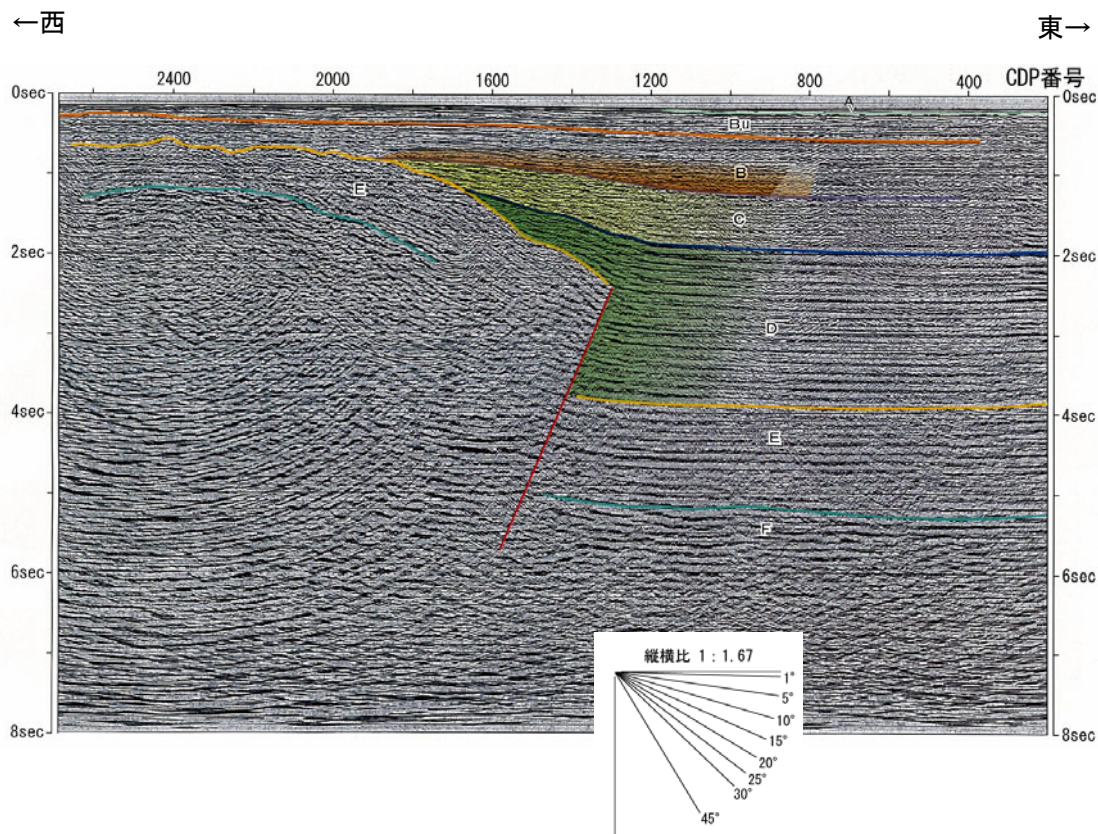 ←西
東→
2400 2000 1600 1200 800 400 CDP番号
0sec 0sec
A
Bu
B
E
C
2sec 2sec
D
4sec 4sec
E
F
6sec 6sec
縦横比 1:1.67
1°
5°
10°
15°
20°
25°
30°
45°
8sec 8sec